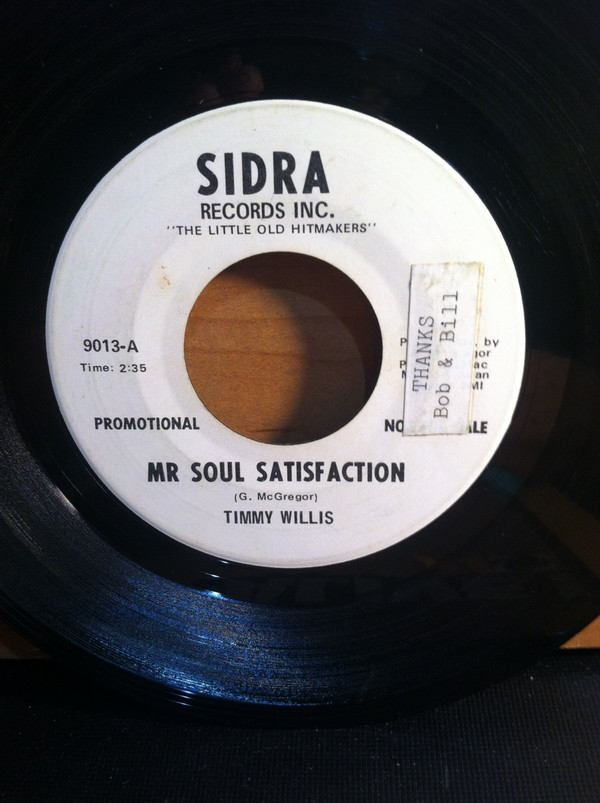 SIDRA
RECORDS INC.
"THE LITTLE OLD HITMAKERS"
9013-A
Time: 2:35
THANKS
Bob & Bill
by
PROMOTIONAL
MR SOUL SATISFACTION
(G. McGregor)
TIMMY WILLIS